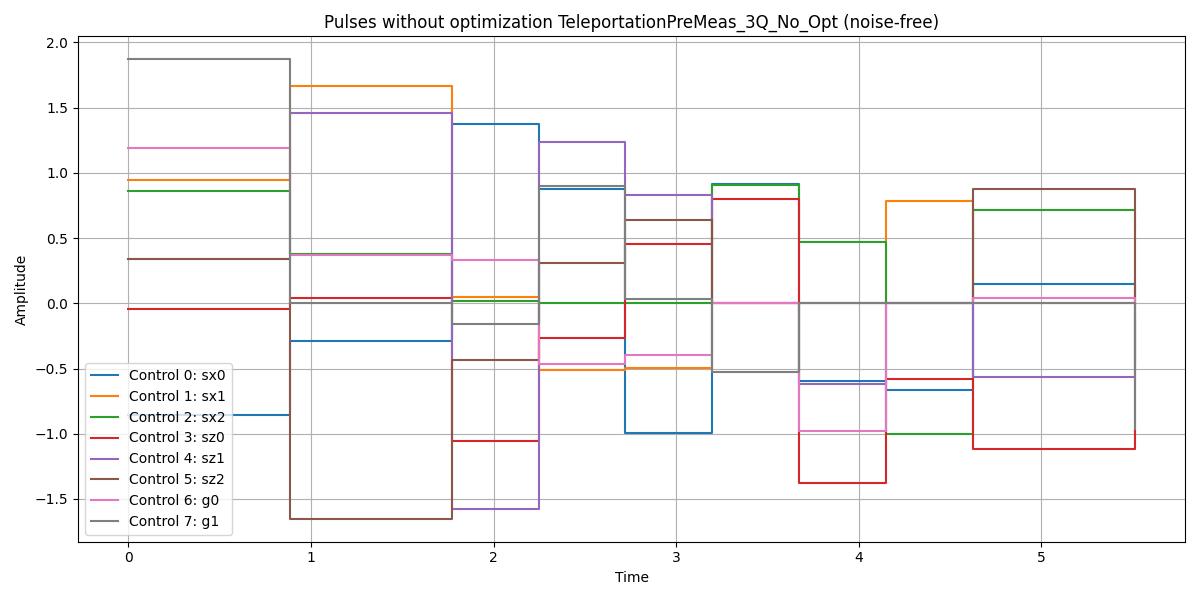 Pulses without optimization TeleportationPreMeas_3Q_No_Opt (noise-free)
2.0
1.5
1.0
0.5
0.0
−0.5
−1.0
−1.5
Amplitude
Control 0: sx0
Control 1: sx1
Control 2: sx2
Control 3: sz0
Control 4: sz1
Control 5: sz2
Control 6: g0
Control 7: g1
0 1 2 3 4 5
Time